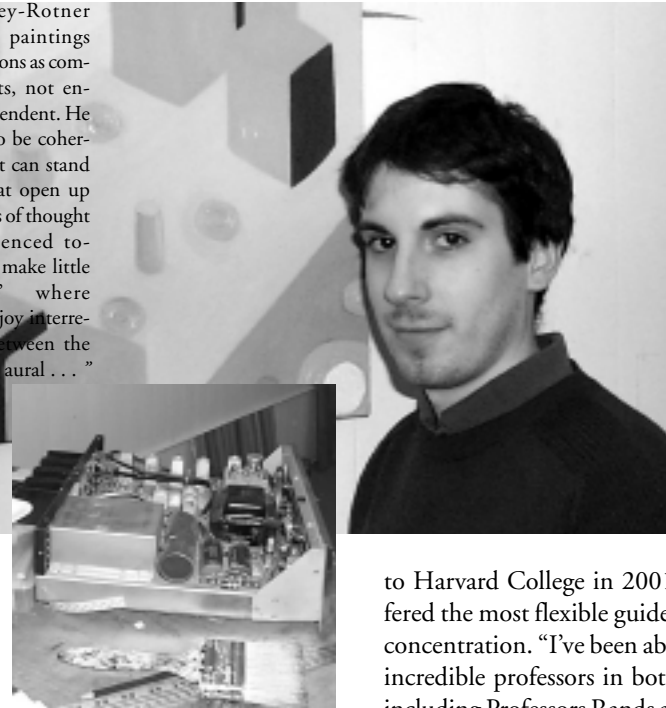 ey-Rotner
paintings
ons as com-
ts, not en-
endent. He
o be coher-
t can stand
at open up
s of thought
enced to-
make little
” where
joy interre-
etween the
aural . . . ”
to Harvard College in 2001
fered the most flexible guide
concentration. “I’ve been ab
incredible professors in bot
including Professors Rands a